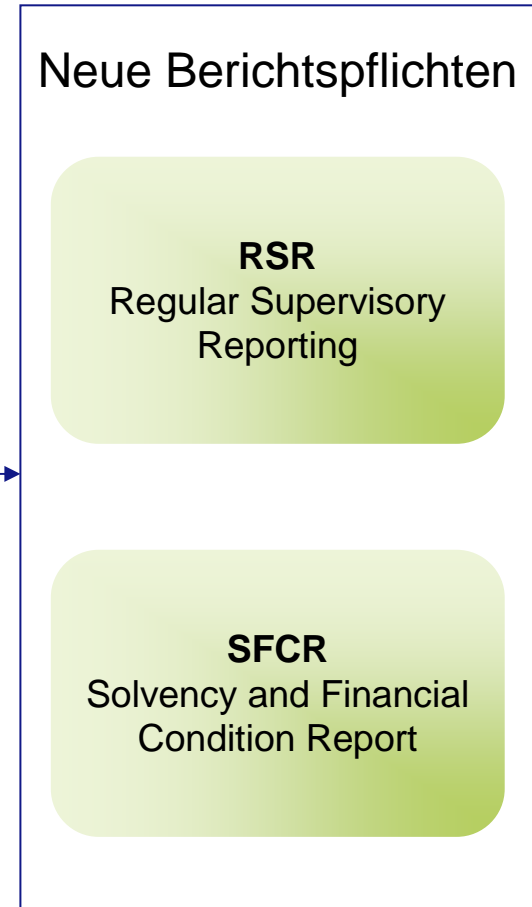 Neue Berichtspflichten
RSR
Regular Supervisory
Reporting
SFCR
Solvency and Financial
Condition Report